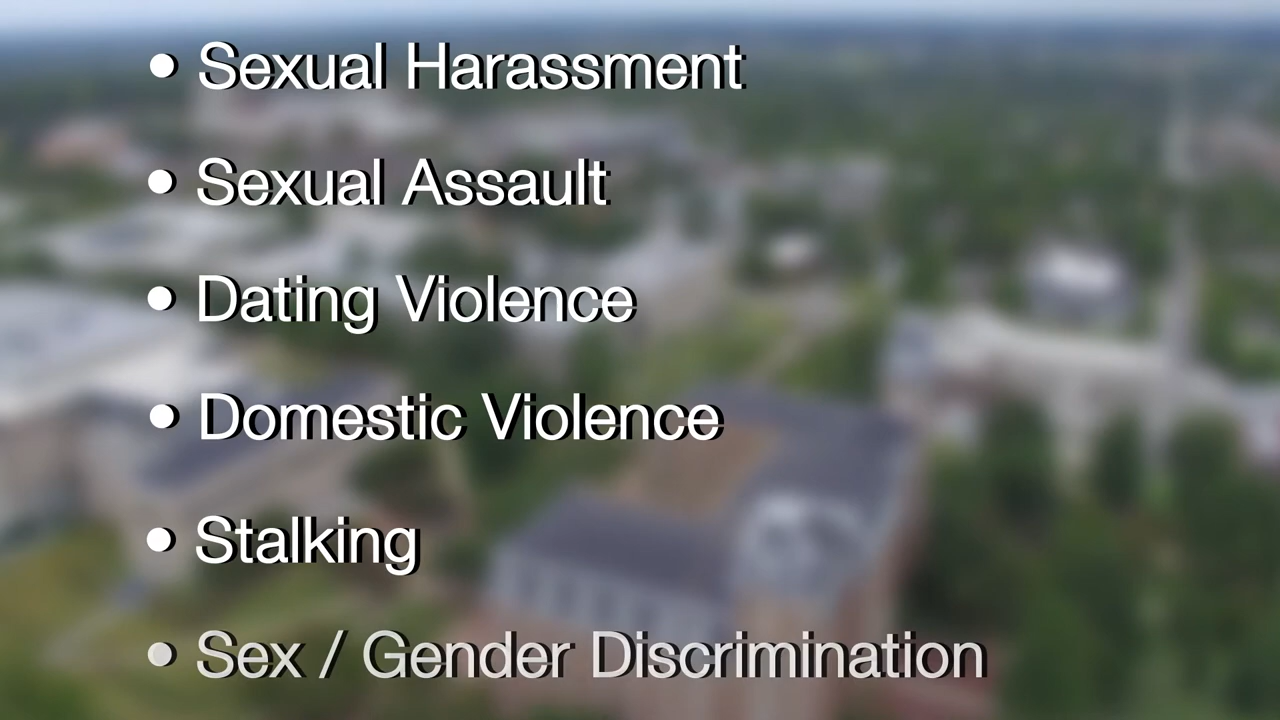 • Sexual Harassment
• Sexual Assault
• Dating Violence
• Domestic Violence
• Stalking
• Sex / Gender Discrimination